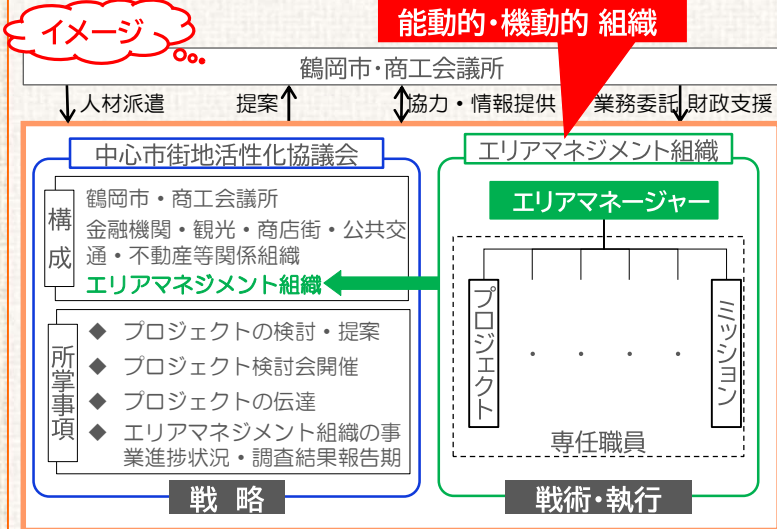 イメージ
能動的・機動的 組織
鶴岡市・商工会議所
人材派遣
提案
協力・情報提供
業務委託,財政支援
中心市街地活性化協議会
構成
鶴岡市・商工会議所
金融機関・観光・商店街・公共交
通・不動産等関係組織
エリアマネジメント組織
所掌事項
◆ プロジェクトの検討・提案
◆ プロジェクト検討会開催
◆ プロジェクトの伝達
◆ エリアマネジメント組織の事
業進捗状況・調査結果報告期
戦 略
エリアマネジメント組織
エリアマネージャー
プロジェクト
・ ・ ・ ・
ミッション
専任職員
戦術・執行